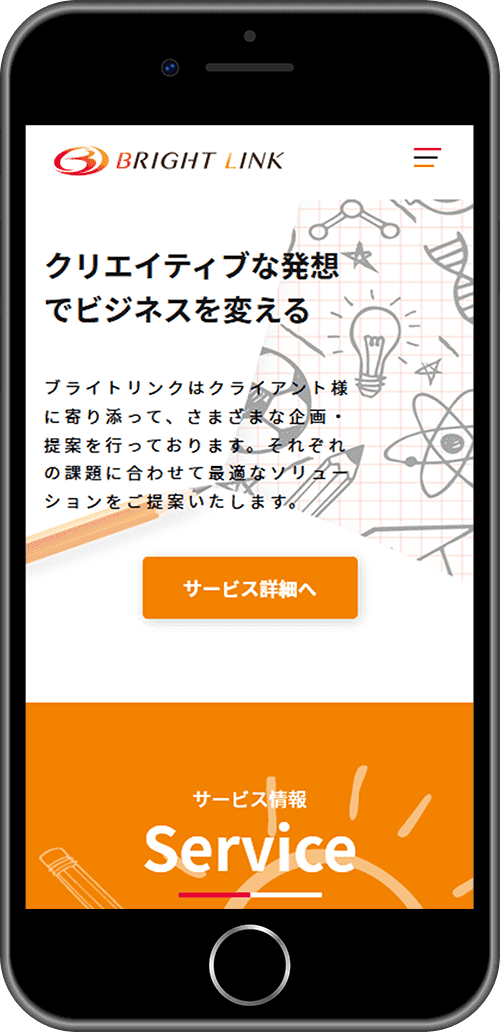 BRIGHT LINK
クリエイティブな発想
でビジネスを変える
ブライトリンクはクライアント様
に寄り添って、さまざまな企画・
提案を行っております。それぞれ
の課題に合わせて最適なソリュー
ションをご提案いたします。
サービス詳細へ
サービス情報
Service